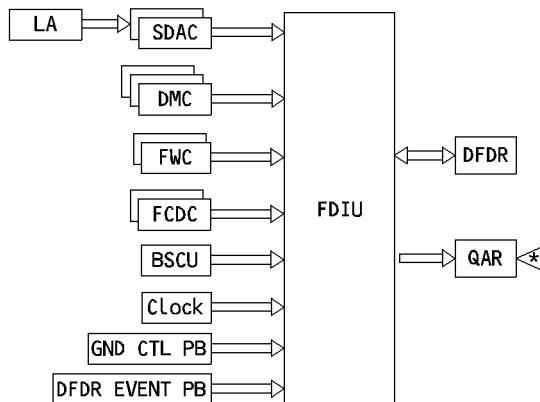 LA
SDAC
DMC
FWC
FCDC
BSCU
Clock
GND CTL PB
DFDR EVENT PB
FDIU
DFDR
QAR
*